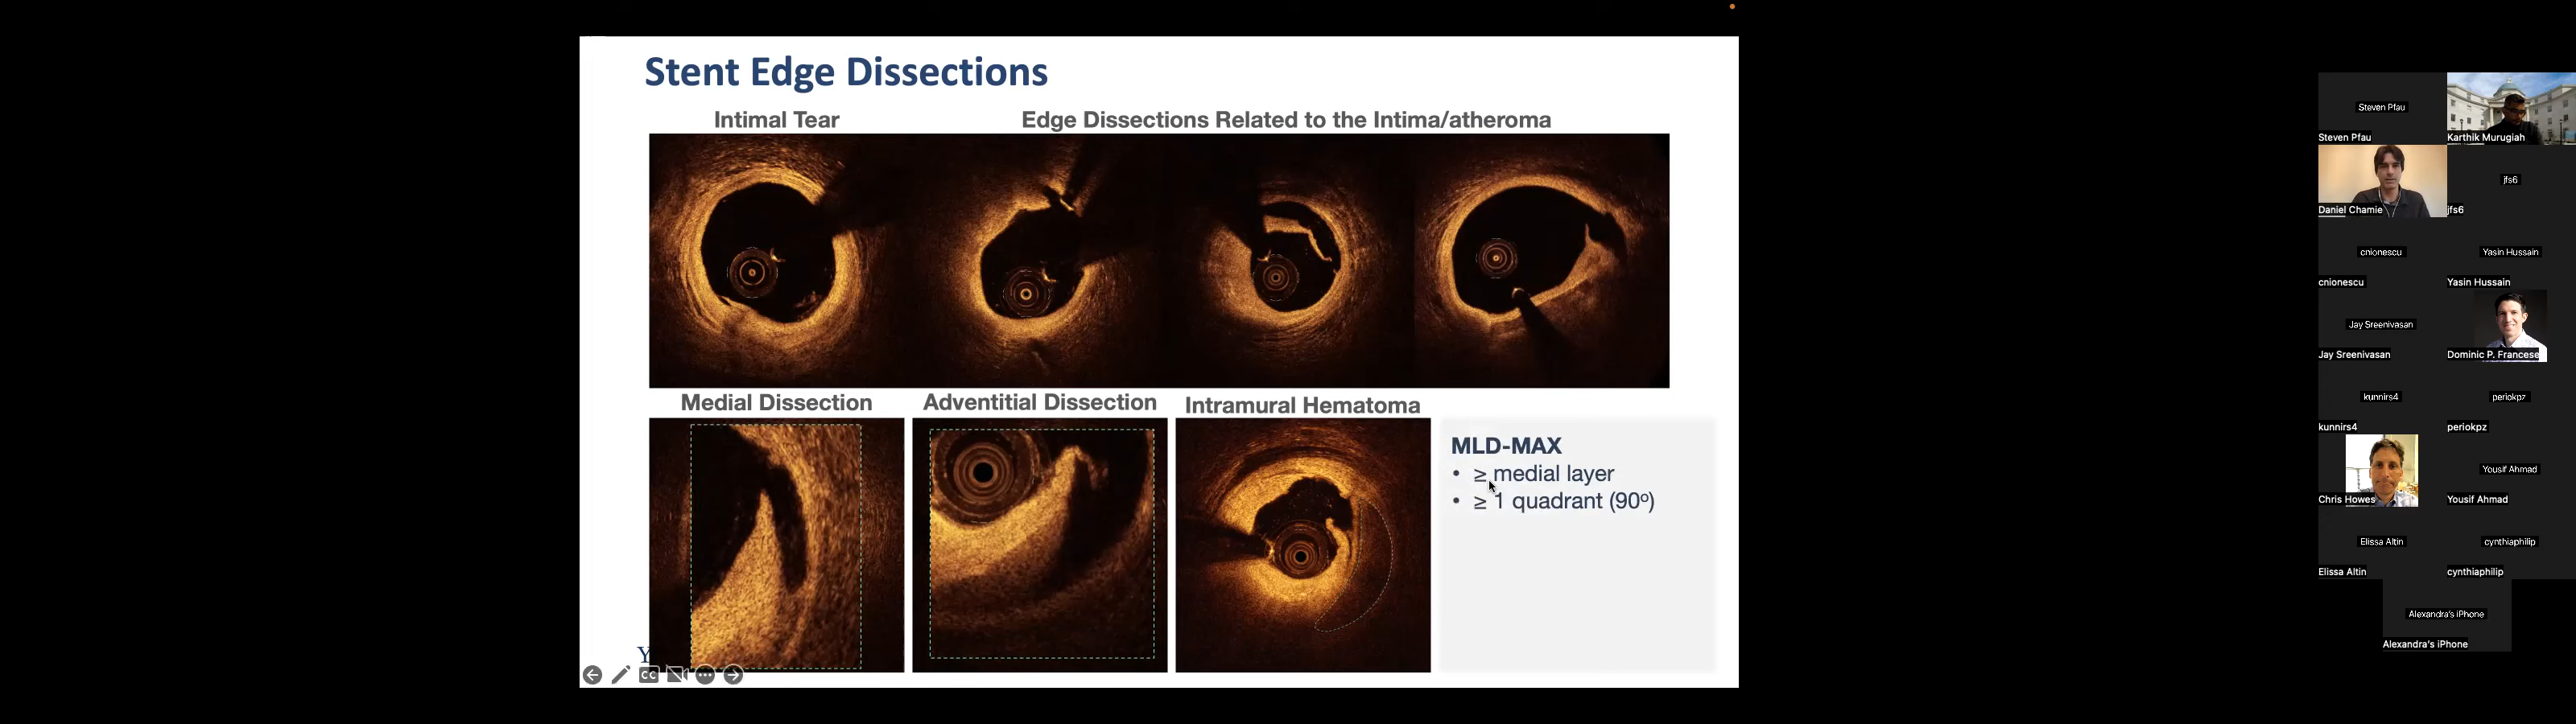 Stent Edge Dissections
Intimal Tear
Edge Dissections Related to the Intima/atheroma
Medial Dissection
Adventitial Dissection
Intramural Hematoma
MLD-MAX
• ≥ medial layer
• ≥ 1 quadrant (90º)
Y
CC
Steven Pfau
Steven Pfau
Karthik Murugiah
Daniel Chamie
jfs6
jfs6
cnionescu
cnionescu
Yasin Hussain
Yasin Hussain
Jay Sreenivasan
Jay Sreenivasan
Dominic P. Francese
kunnirs4
kunnirs4
periokpz
periokpz
Chris Howes
Yousif Ahmad
Yousif Ahmad
Elissa Altin
Elissa Altin
cynthiaphilip
cynthiaphilip
Alexandra's iPhone
Alexandra's iPhone